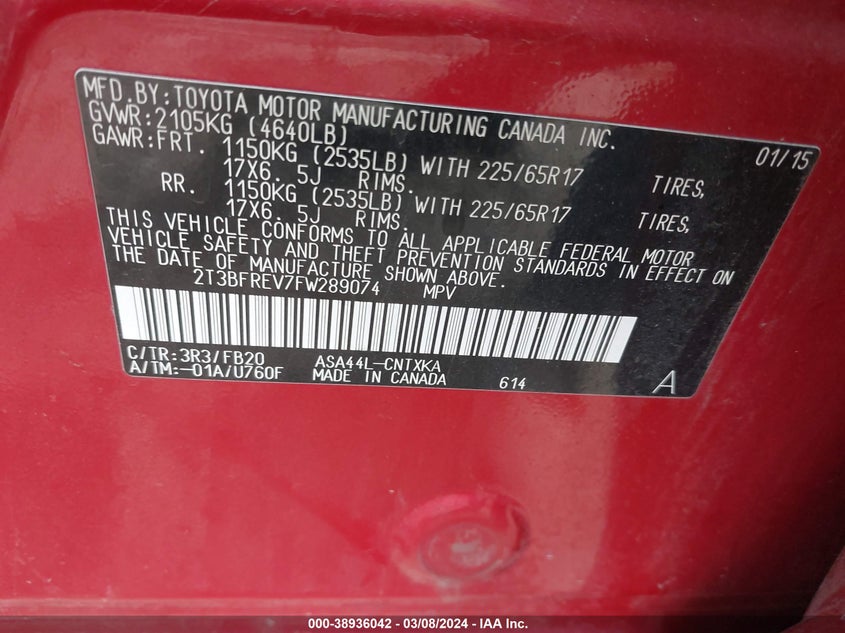 MFD.BY:TOYOTA MOTOR MANUFACTURING CANADA INC. 01/15
GVWR:2105KG (4640LB)
GAWR:FRT. 1150KG (2535LB) WITH 225/65R17 TIRES,
17X6. 5J RIMS.
RR. 1150KG (2535LB) WITH 225/65R17 TIRES,
17X6. 5J RIMS.
THIS VEHICLE CONFORMS TO ALL APPLICABLE FEDERAL MOTOR
VEHICLE SAFETY AND THEFT PREVENTION STANDARDS IN EFFECT ON
THE DATE OF MANUFACTURE SHOWN ABOVE.
2T3BFREV7FW289074 MPV
C/TR:3R3/FB20 ASA44L-CNTXKA
A/TM:-01A/U760F MADE IN CANADA 614 A
000-38936042 - 03/08/2024 - IAA Inc.